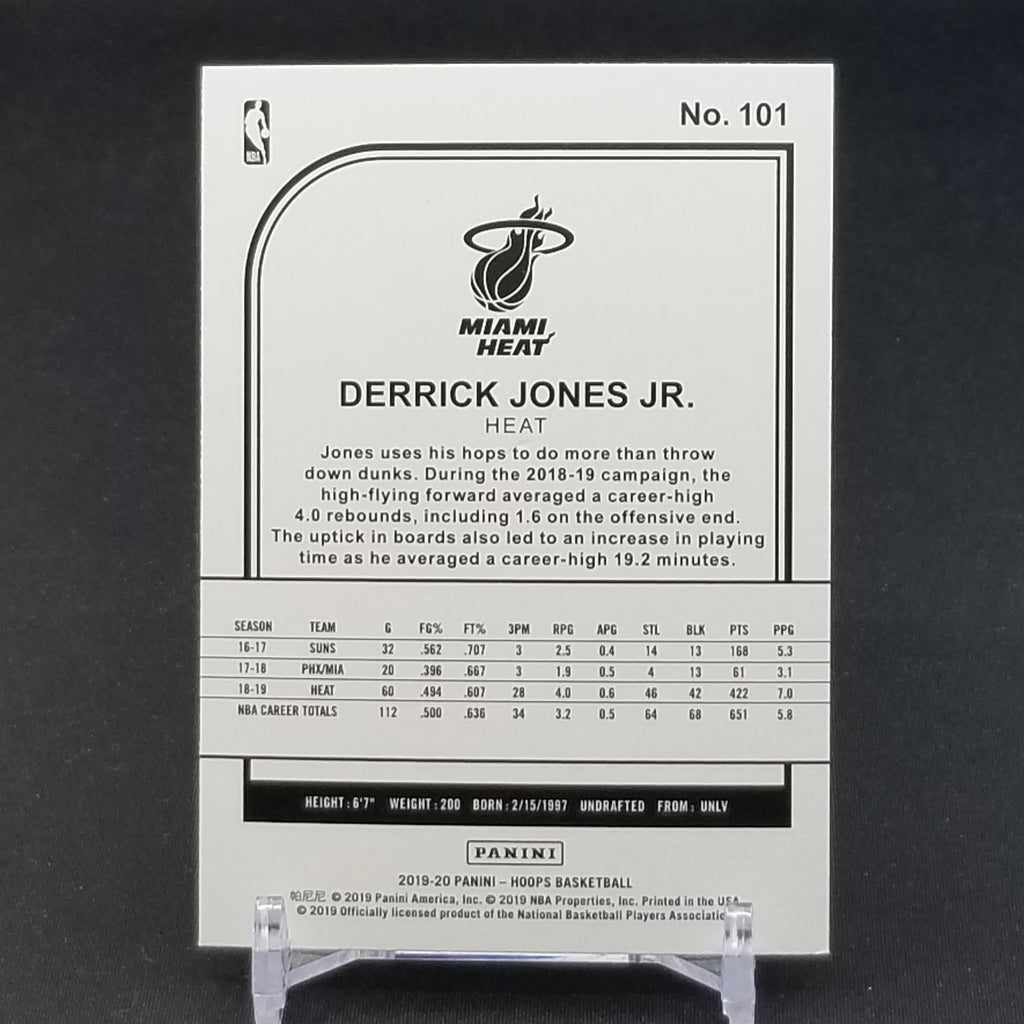 No. 101
NBA
MIAMI
HEAT
DERRICK JONES JR.
HEAT
Jones uses his hops to do more than throw
down dunks. During the 2018-19 campaign, the
high-flying forward averaged a career-high
4.0 rebounds, including 1.6 on the offensive end.
The uptick in boards also led to an increase in playing
time as he averaged a career-high 19.2 minutes.
SEASON TEAM G FG% FT% 3PM RPG APG STL BLK PTS PPG
16-17 SUNS 32 .562 .707 3 2.5 0.4 14 13 168 5.3
17-18 PHX/MIA 20 .396 .667 3 1.9 0.5 4 13 61 3.1
18-19 HEAT 60 .494 .607 28 4.0 0.6 46 42 422 7.0
NBA CAREER TOTALS 112 .500 .636 34 3.2 0.5 64 68 651 5.8
HEIGHT: 6'7" WEIGHT: 200 BORN: 2/15/1997 UNDRAFTED FROM: UNLV
PANINI
2019-20 PANINI – HOOPS BASKETBALL
帕尼尼 © 2019 Panini America, Inc. © 2019 NBA Properties, Inc. Printed in the USA
© 2019 Officially licensed product of the National Basketball Players Associatio